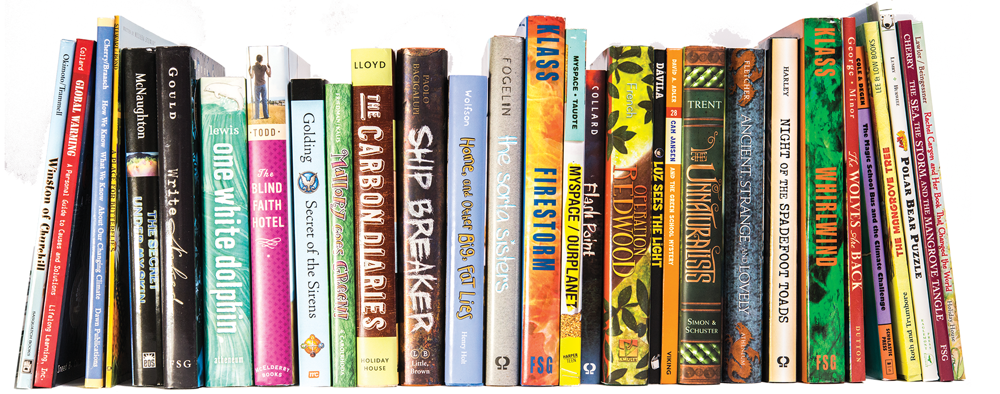 Okimoto/Trammell
Winston of Churchill
SASQUATCH BOOKS
Collard
GLOBAL WARMING
A Personal Guide to Causes and Solutions
Lifelong Learning, Inc.
Cherry/Braasch
How We Know What We Know About Our Changing Climate
Dawn Publications
STEWART/BOND
A PLACE FOR BUTTERFLIES
WRITTEN BY MELISSA STEWART
McNaughton
THE SECRET
UNDER MY SKIN
eos
GOULD
Write Naked
FSG
lewis
one white dolphin
atheneum
TODD
The
BLIND
FAITH
HOTEL
McELDERRY
BOOKS
Golding
Secret of the Sirens
mc
FRIEDMAN/KALIS
Mallory goes Green!
CAROLRHODA
LLOYD
THE CARBON DIARIES
HOLIDAY
HOUSE
PAOLO
BACIGALUPI
SHIP BREAKER
L B
Little,
Brown
Wolfson
Home, and Other Big, Fat Lies
Henry Holt
FOGELIN
the sorta sisters
KLASS
FIRESTORM
FSG
MYSPACE • TAUDTE
MYSPACE / OURPLANET
HARPER
TEEN
COLLARD
Flash Point
French
OPERATION
REDWOOD
AMULET
DÁVILA
LUZ SEES THE LIGHT
DAVID A. ADLER
28
CAM JANSEN
AND THE GREEN SCHOOL MYSTERY
VIKING
TRENT
THE UNNATURALISTS
SIMON &
SCHUSTER
FLETCHER
ANCIENT, STRANGE, AND LOVELY
ATHENEUM
HARLEY
NIGHT OF THE SPADEFOOT TOADS
KLASS
WHIRLWIND
FSG
George • Minor
The WOLVES Are BACK
DUTTON
COLE & DEGEN
The Magic School Bus and the Climate Challenge
SCHOLASTIC
PRESS
LEE & LOW BOOKS
THE MANGROVE TREE
Roth and Trumbore
LUMRY
HURWITZ
POLAR BEAR PUZZLE
CHERRY
THE SEA, THE STORM, AND THE MANGROVE TANGLE
FSG
Lawlor / Beingessner
Rachel Carson and Her Book That Changed the World
Holiday House